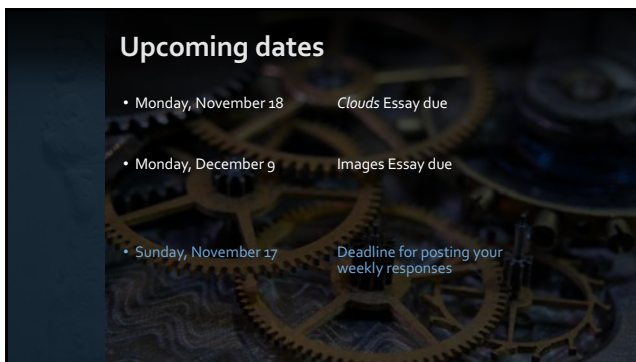 Upcoming dates
• Monday, November 18 Clouds Essay due
• Monday, December 9 Images Essay due
• Sunday, November 17 Deadline for posting your
weekly responses